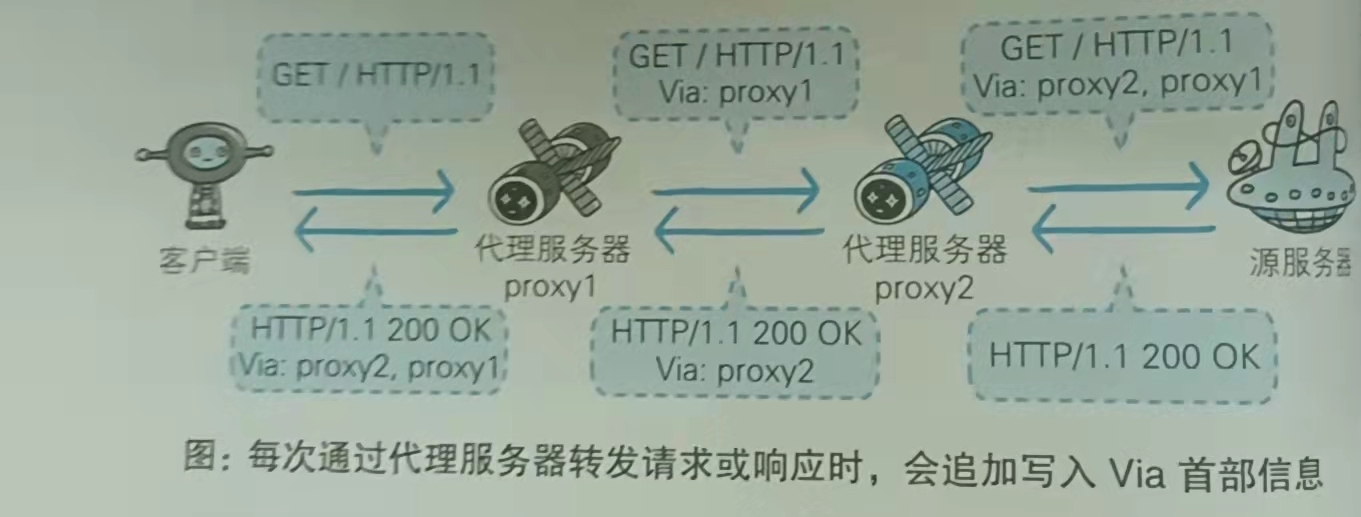 GET / HTTP/1.1
GET / HTTP/1.1
Via: proxy1
GET / HTTP/1.1
Via: proxy2, proxy1
客户端
代理服务器
proxy1
代理服务器
proxy2
源服务器
HTTP/1.1 200 OK
Via: proxy2, proxy1
HTTP/1.1 200 OK
Via: proxy2
HTTP/1.1 200 OK
图：每次通过代理服务器转发请求或响应时，会追加写入 Via 首部信息